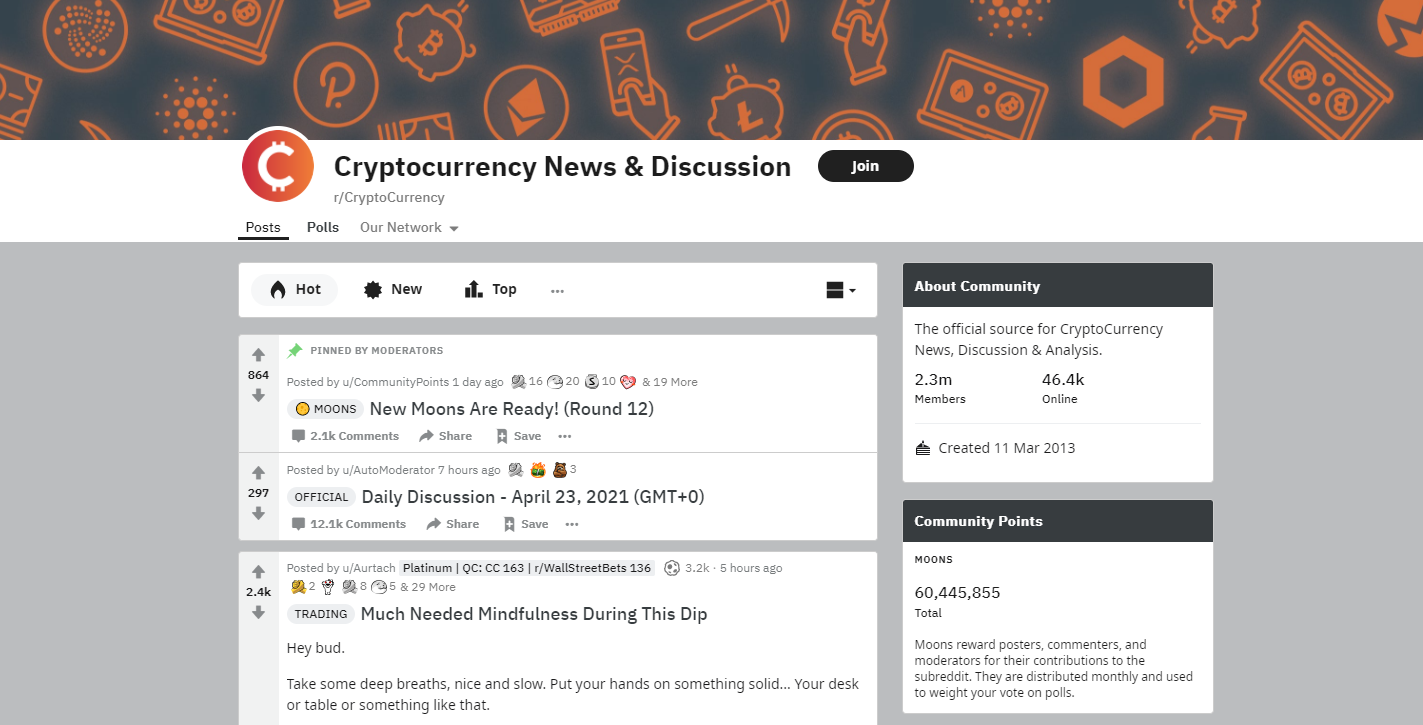 Cryptocurrency News & Discussion
Join
r/CryptoCurrency
Posts
Polls
Our Network
Hot
New
Top
...
864
PINNED BY MODERATORS
Posted by u/CommunityPoints 1 day ago 16 20 10 & 19 More
MOONS New Moons Are Ready! (Round 12)
2.1k Comments Share Save ...
297
Posted by u/AutoModerator 7 hours ago 3
OFFICIAL Daily Discussion - April 23, 2021 (GMT+0)
12.1k Comments Share Save ...
2.4k
Posted by u/Aurtach Platinum | QC: CC 163 | r/WallStreetBets 136 3.2k · 5 hours ago
2 8 5 & 29 More
TRADING Much Needed Mindfulness During This Dip
Hey bud.
Take some deep breaths, nice and slow. Put your hands on something solid... Your desk
or table or something like that.
About Community
The official source for CryptoCurrency
News, Discussion & Analysis.
2.3m 46.4k
Members Online
Created 11 Mar 2013
Community Points
MOONS
60,445,855
Total
Moons reward posters, commenters, and
moderators for their contributions to the
subreddit. They are distributed monthly and used
to weight your vote on polls.